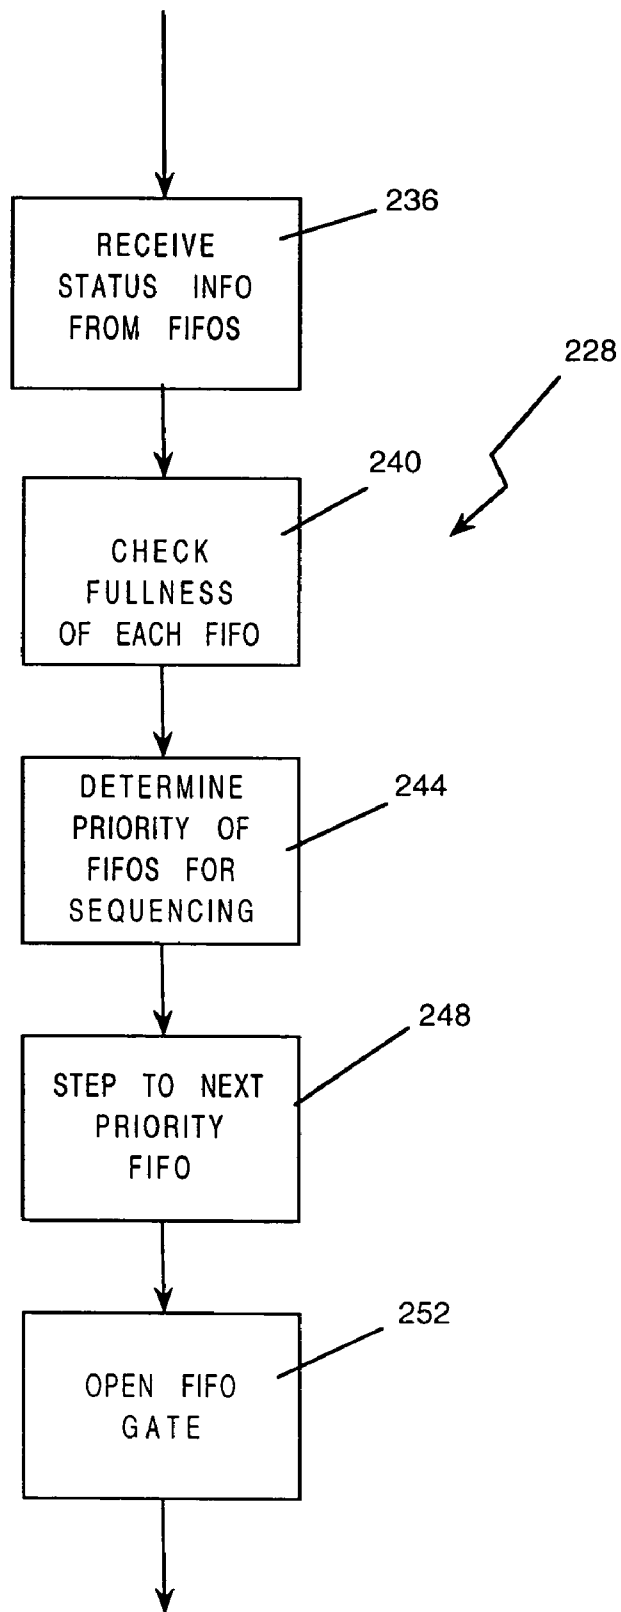 236
RECEIVE
STATUS INFO
FROM FIFOS
228
240
CHECK
FULLNESS
OF EACH FIFO
244
DETERMINE
PRIORITY OF
FIFOS FOR
SEQUENCING
248
STEP TO NEXT
PRIORITY
FIFO
252
OPEN FIFO
GATE